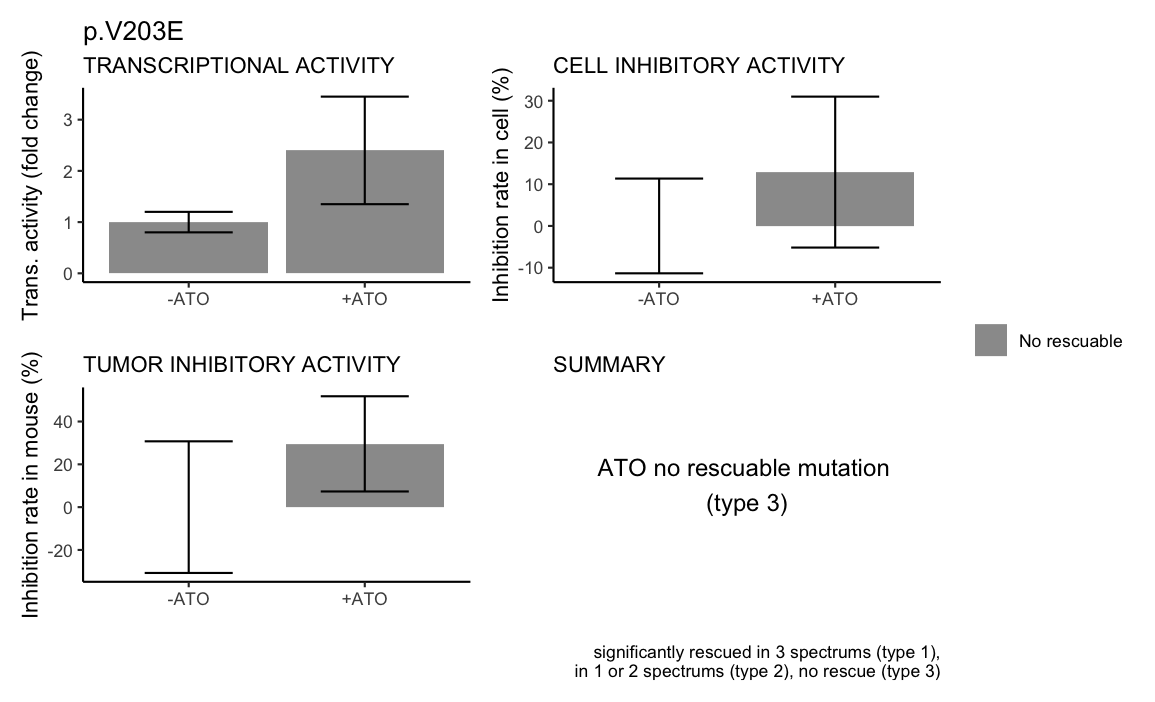 p.V203E
TRANSCRIPTIONAL ACTIVITY
Trans. activity (fold change)
3
2
1
0
-ATO
+ATO
CELL INHIBITORY ACTIVITY
Inhibition rate in cell (%)
30
20
10
0
-10
-ATO
+ATO
No rescuable
TUMOR INHIBITORY ACTIVITY
Inhibition rate in mouse (%)
40
20
0
-20
-ATO
+ATO
SUMMARY
ATO no rescuable mutation
(type 3)
significantly rescued in 3 spectrums (type 1),
in 1 or 2 spectrums (type 2), no rescue (type 3)